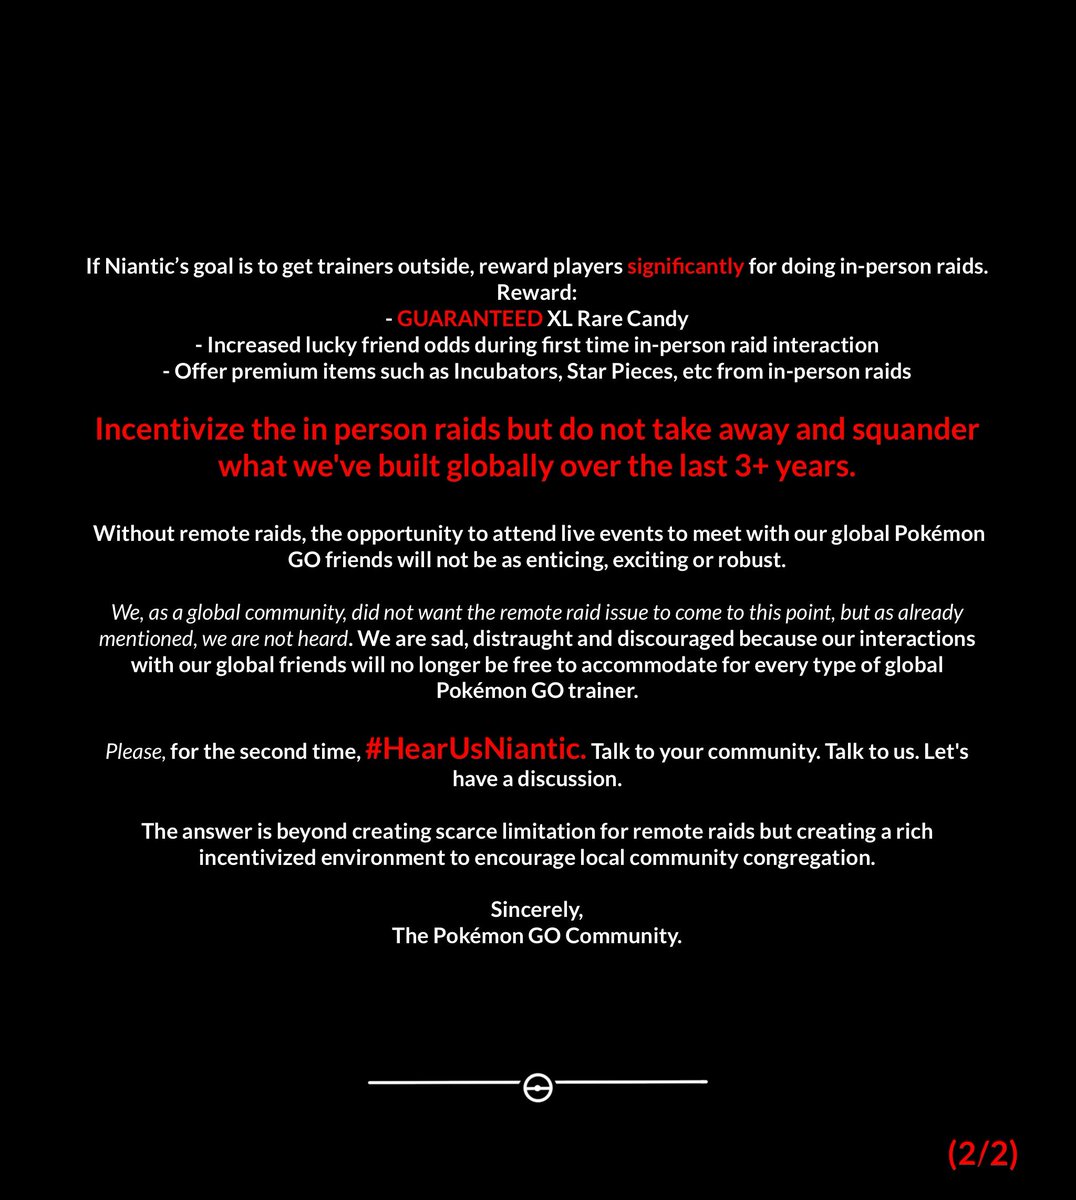 If Niantic’s goal is to get trainers outside, reward players significantly for doing in-person raids.
Reward:
- GUARANTEED XL Rare Candy
- Increased lucky friend odds during first time in-person raid interaction
- Offer premium items such as Incubators, Star Pieces, etc from in-person raids
Incentivize the in person raids but do not take away and squander
what we've built globally over the last 3+ years.
Without remote raids, the opportunity to attend live events to meet with our global Pokémon
GO friends will not be as enticing, exciting or robust.
We, as a global community, did not want the remote raid issue to come to this point, but as already
mentioned, we are not heard. We are sad, distraught and discouraged because our interactions
with our global friends will no longer be free to accommodate for every type of global
Pokémon GO trainer.
Please, for the second time, #HearUsNiantic. Talk to your community. Talk to us. Let's
have a discussion.
The answer is beyond creating scarce limitation for remote raids but creating a rich
incentivized environment to encourage local community congregation.
Sincerely,
The Pokémon GO Community.
(2/2)